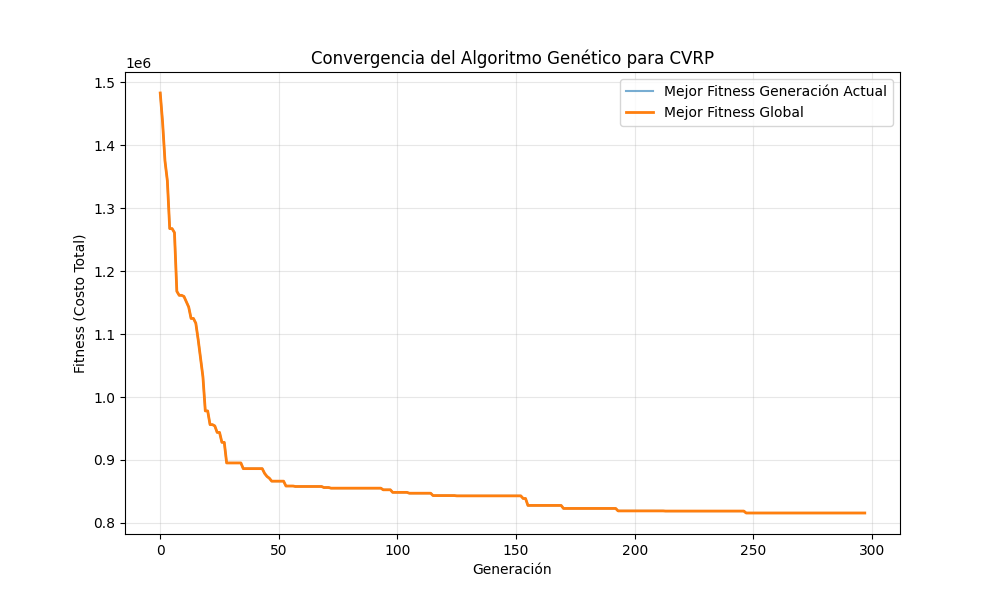 Convergencia del Algoritmo Genético para CVRP
1e6
Mejor Fitness Generación Actual
Mejor Fitness Global
1.5
1.4
1.3
1.2
1.1
1.0
0.9
0.8
Fitness (Costo Total)
0 50 100 150 200 250 300
Generación